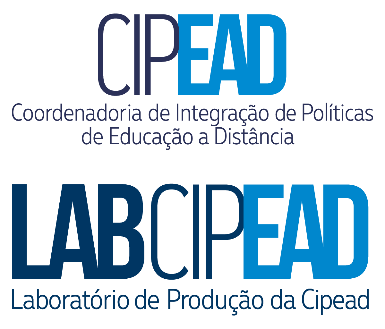 CIPEAD
Coordenadoria de Integração de Políticas
de Educação a Distância
LABCIPEAD
Laboratório de Produção da Cipead